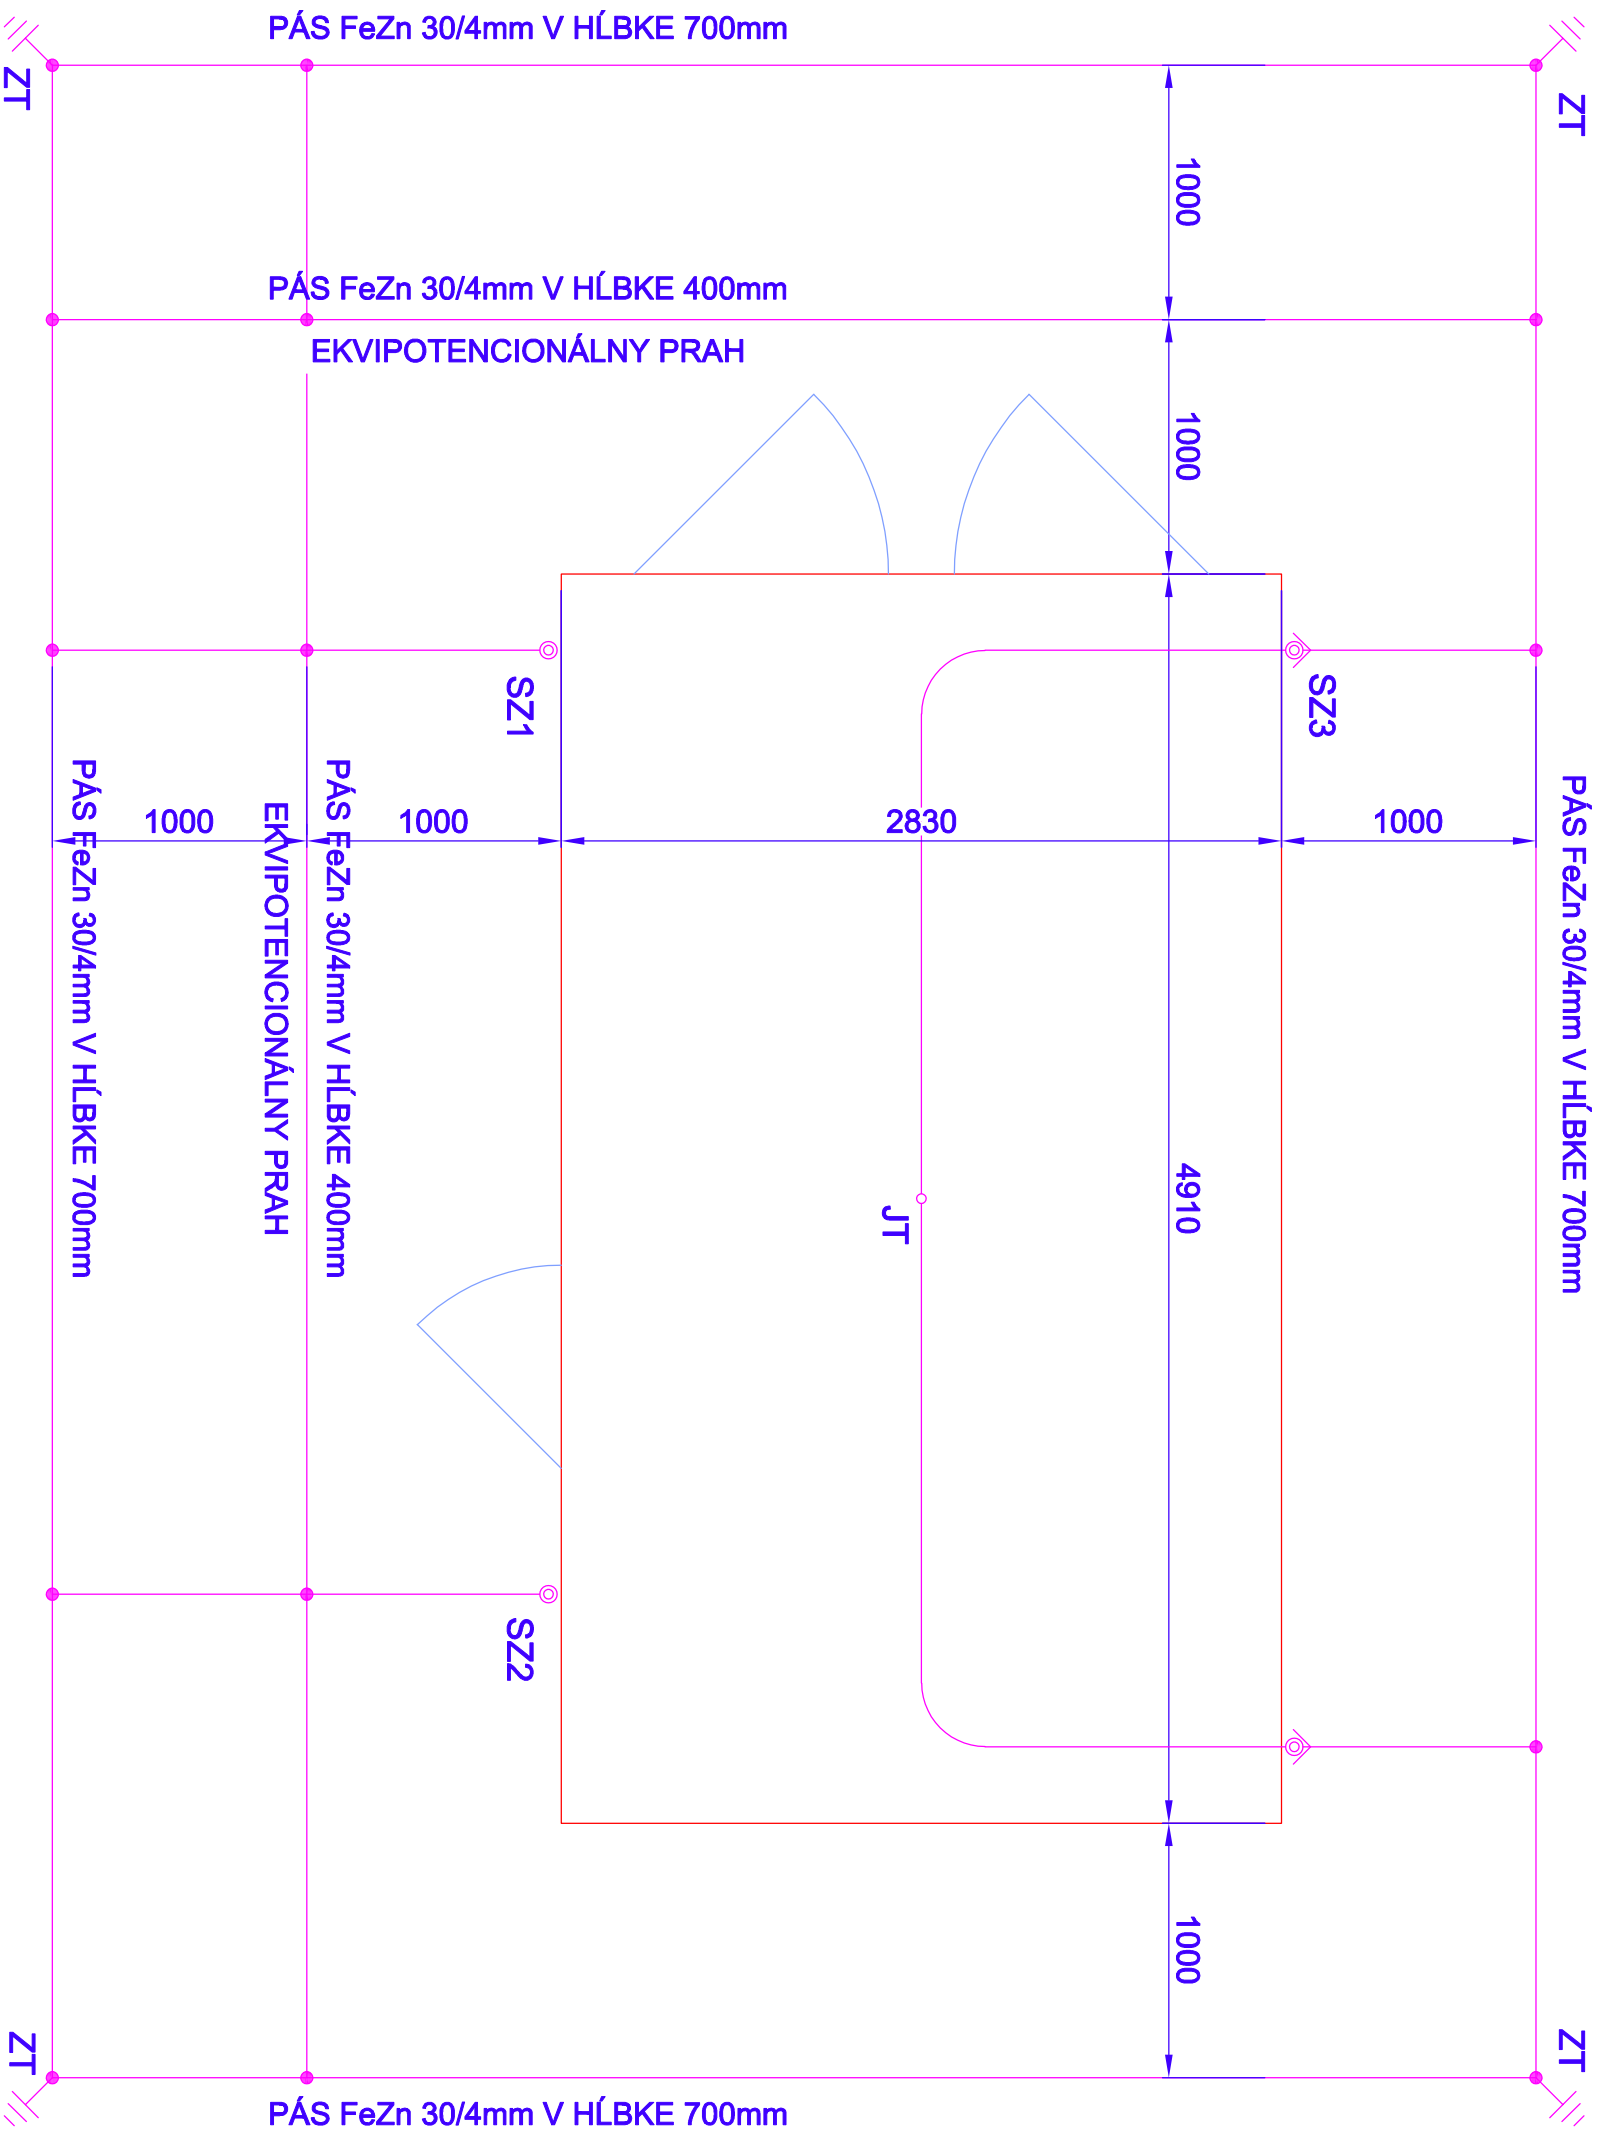 PÁS FeZn 30/4mm V HĹBKE 700mm
ZT
ZT
1000
PÁS FeZn 30/4mm V HĹBKE 400mm
EKVIPOTENCIONÁLNY PRAH
1000
SZ1
SZ3
1000
1000
2830
1000
PÁS FeZn 30/4mm V HĹBKE 700mm
EKVIPOTENCIONÁLNY PRAH
PÁS FeZn 30/4mm V HĹBKE 400mm
PÁS FeZn 30/4mm V HĹBKE 700mm
4910
JT
SZ2
1000
ZT
ZT
PÁS FeZn 30/4mm V HĹBKE 700mm